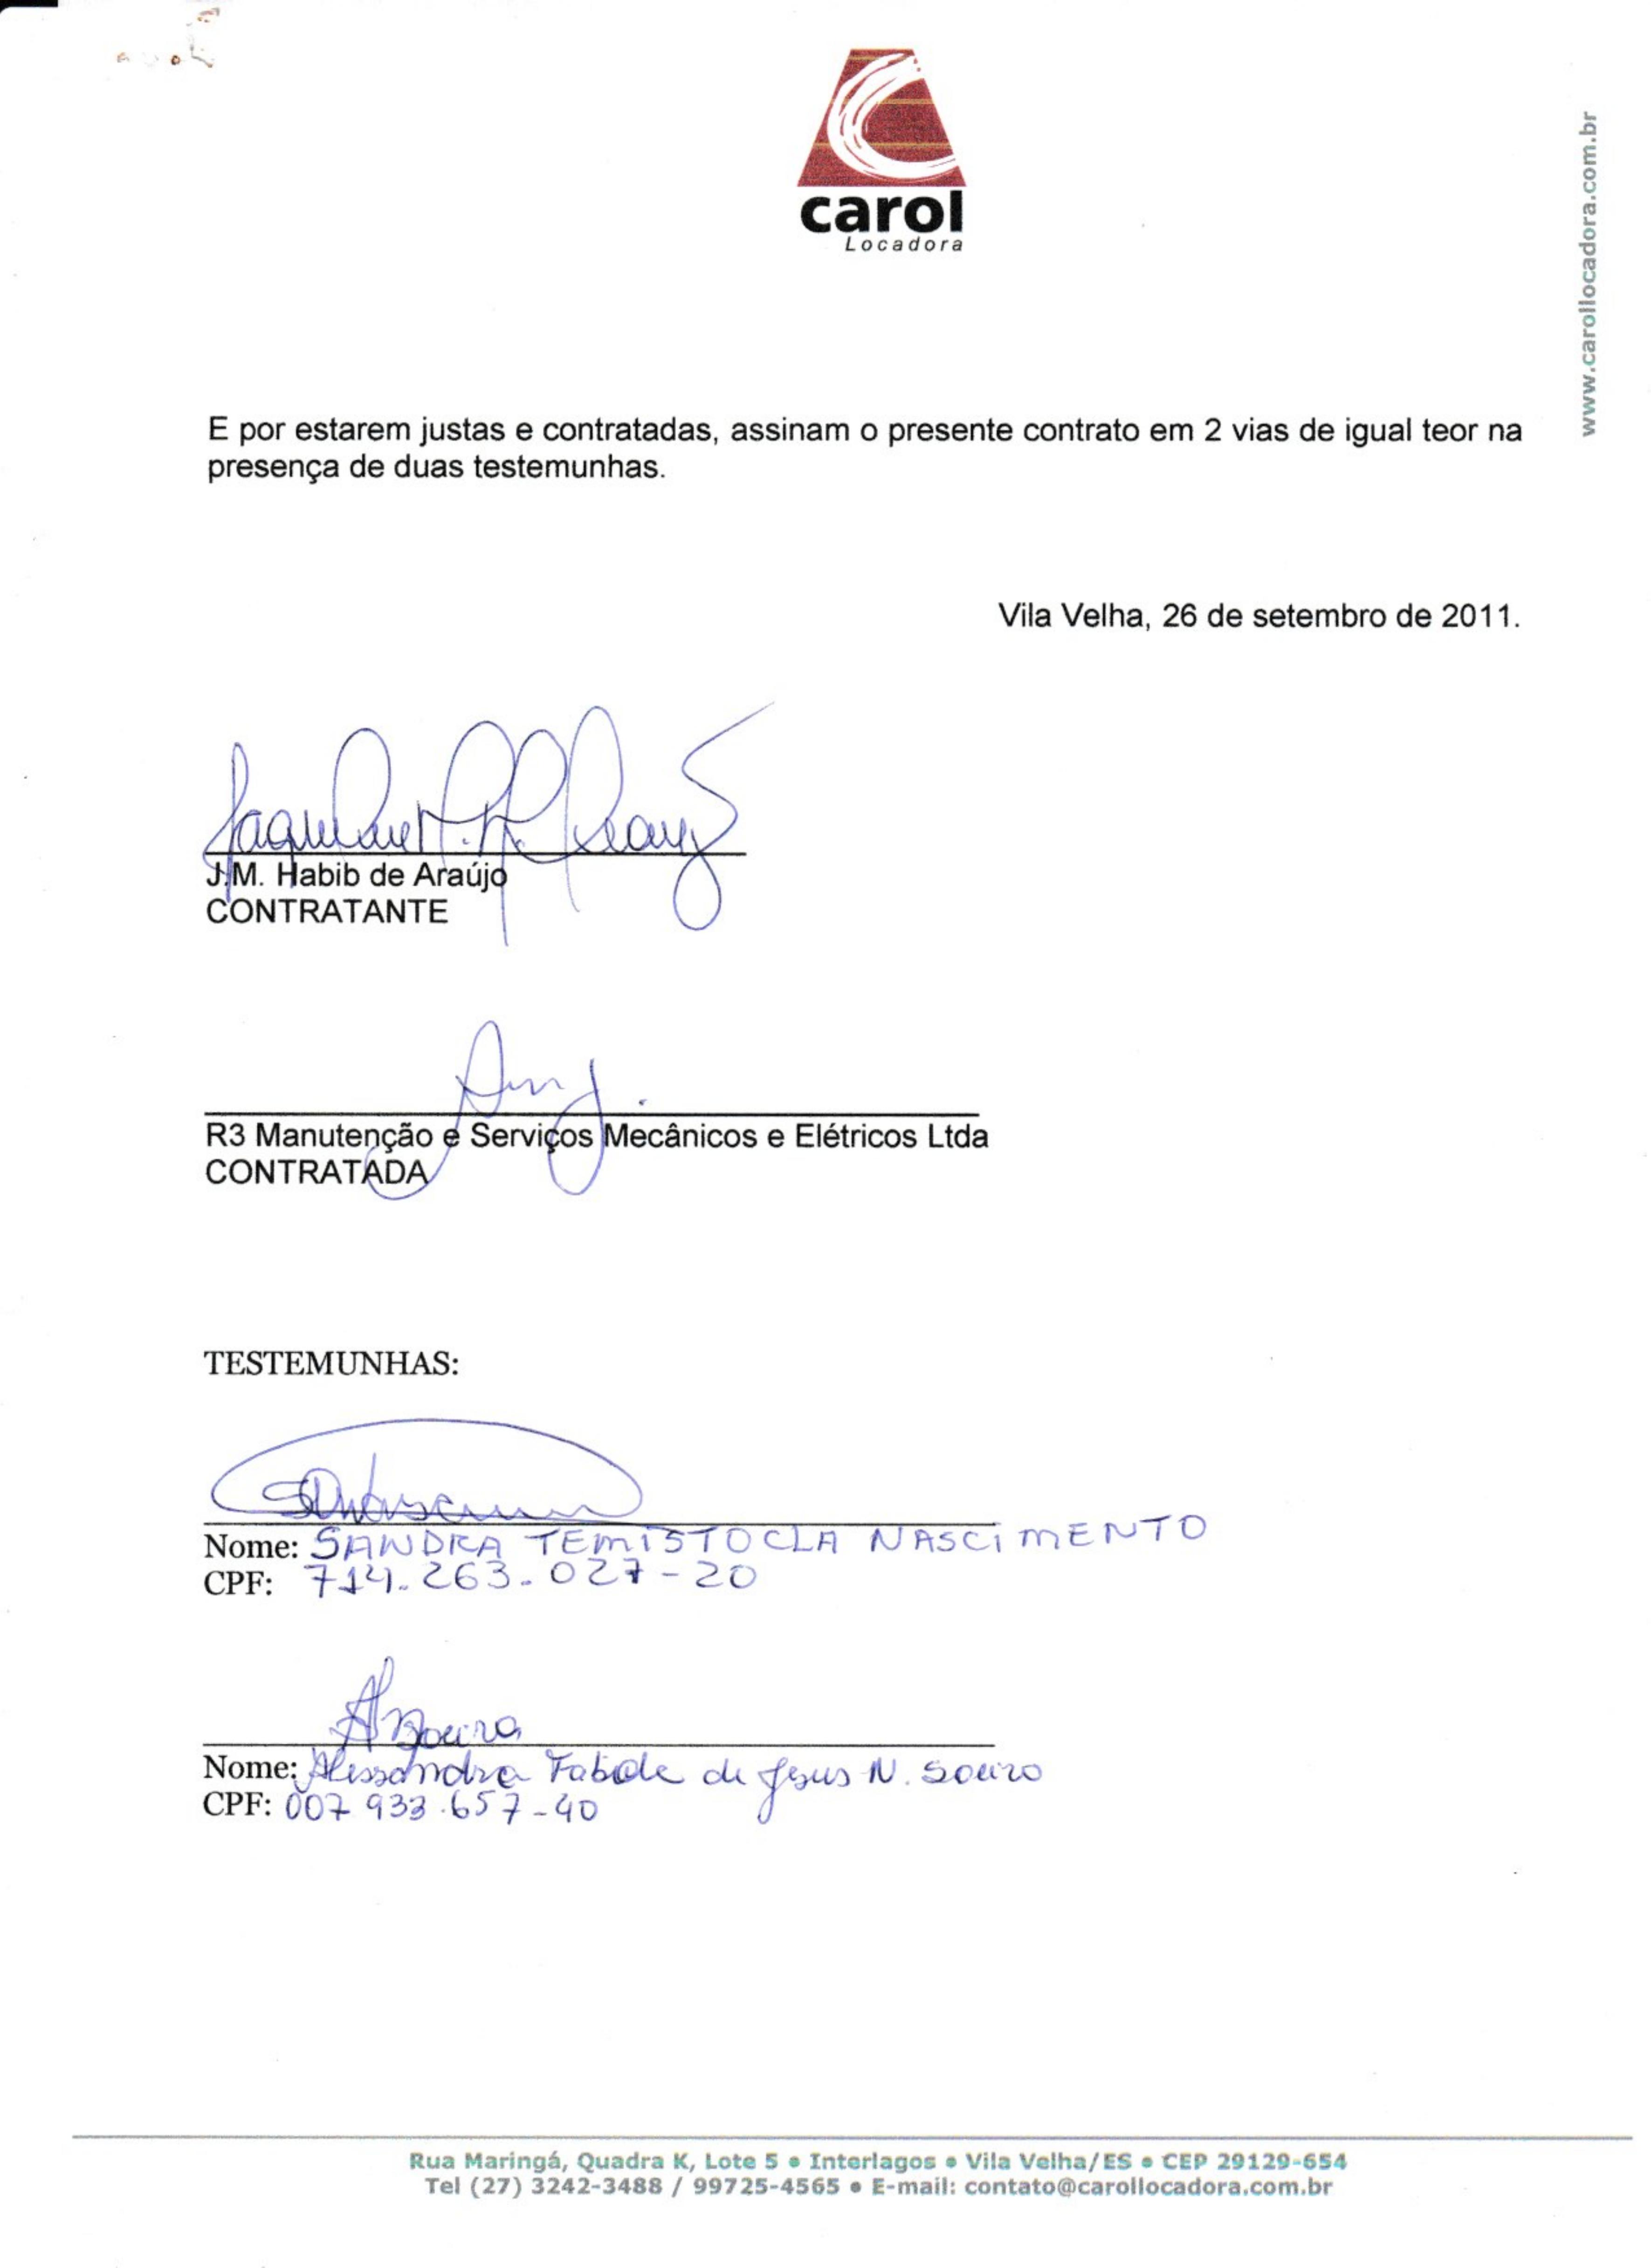 carol
Locadora
www.carollocadora.com.br
E por estarem justas e contratadas, assinam o presente contrato em 2 vias de igual teor na
presença de duas testemunhas.
Vila Velha, 26 de setembro de 2011.
J.M. Habib de Araújo
CONTRATANTE
R3 Manutenção e Serviços Mecânicos e Elétricos Ltda
CONTRATADA
TESTEMUNHAS:
Nome: SANDRA TEMISTOCLA NASCIMENTO
CPF: 714.263.027-20
ANSouza
Nome: Alessandra Fabide de Jesus N. Souza
CPF: 007 933.657-40
Rua Maringá, Quadra K, Lote 5 • Interlagos • Vila Velha/ES • CEP 29129-654
Tel (27) 3242-3488 / 99725-4565 • E-mail: contato@carollocadora.com.br